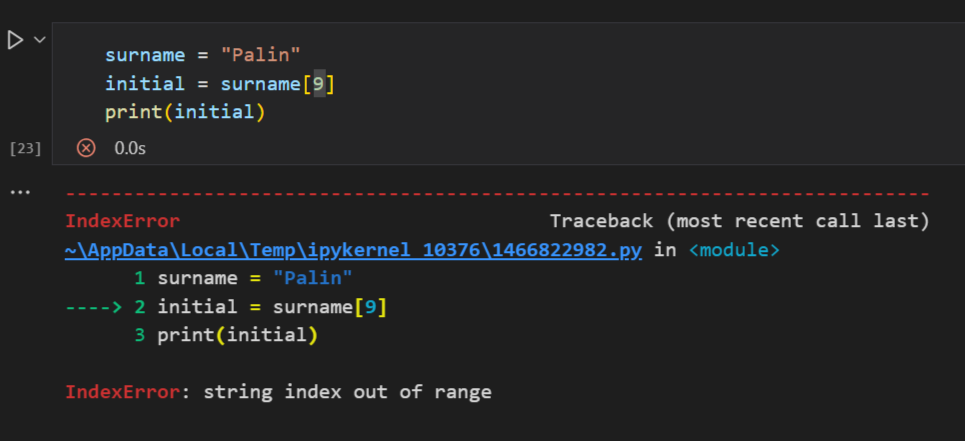 surname = "Palin"
initial = surname[9]
print(initial)
[23] 0.0s
...
---------------------------------------------------------------------------
IndexError Traceback (most recent call last)
~\AppData\Local\Temp\ipykernel_10376\1466822982.py in <module>
1 surname = "Palin"
----> 2 initial = surname[9]
3 print(initial)
IndexError: string index out of range